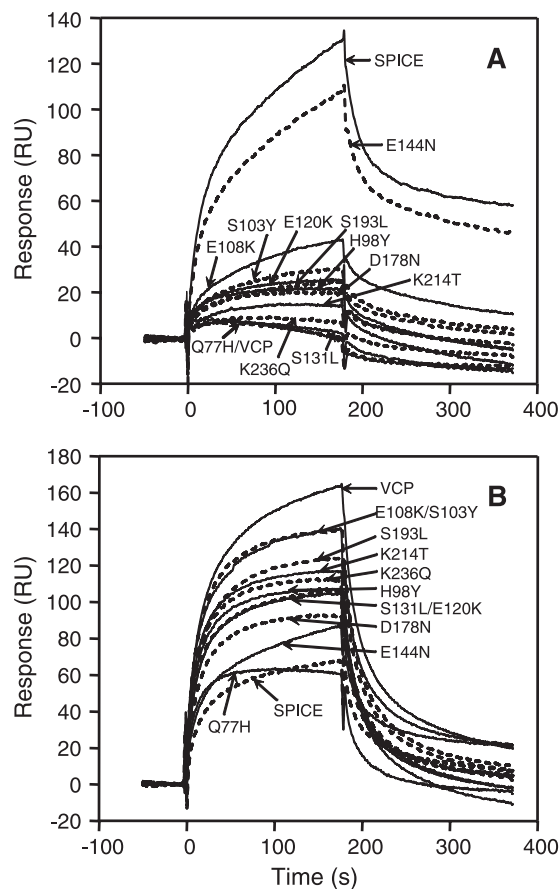 A
140
120
100
80
60
40
20
0
-20
-100
0
100
200
300
400
Response (RU)
SPICE
E144N
S193L
S103Y
E120K
H98Y
E108K
D178N
K214T
Q77H/VCP
S131L
K236Q
B
180
160
140
120
100
80
60
40
20
0
-20
-100
0
100
200
300
400
Response (RU)
VCP
E108K/S103Y
S193L
K214T
K236Q
H98Y
S131L/E120K
D178N
E144N
SPICE
Q77H
Time (s)